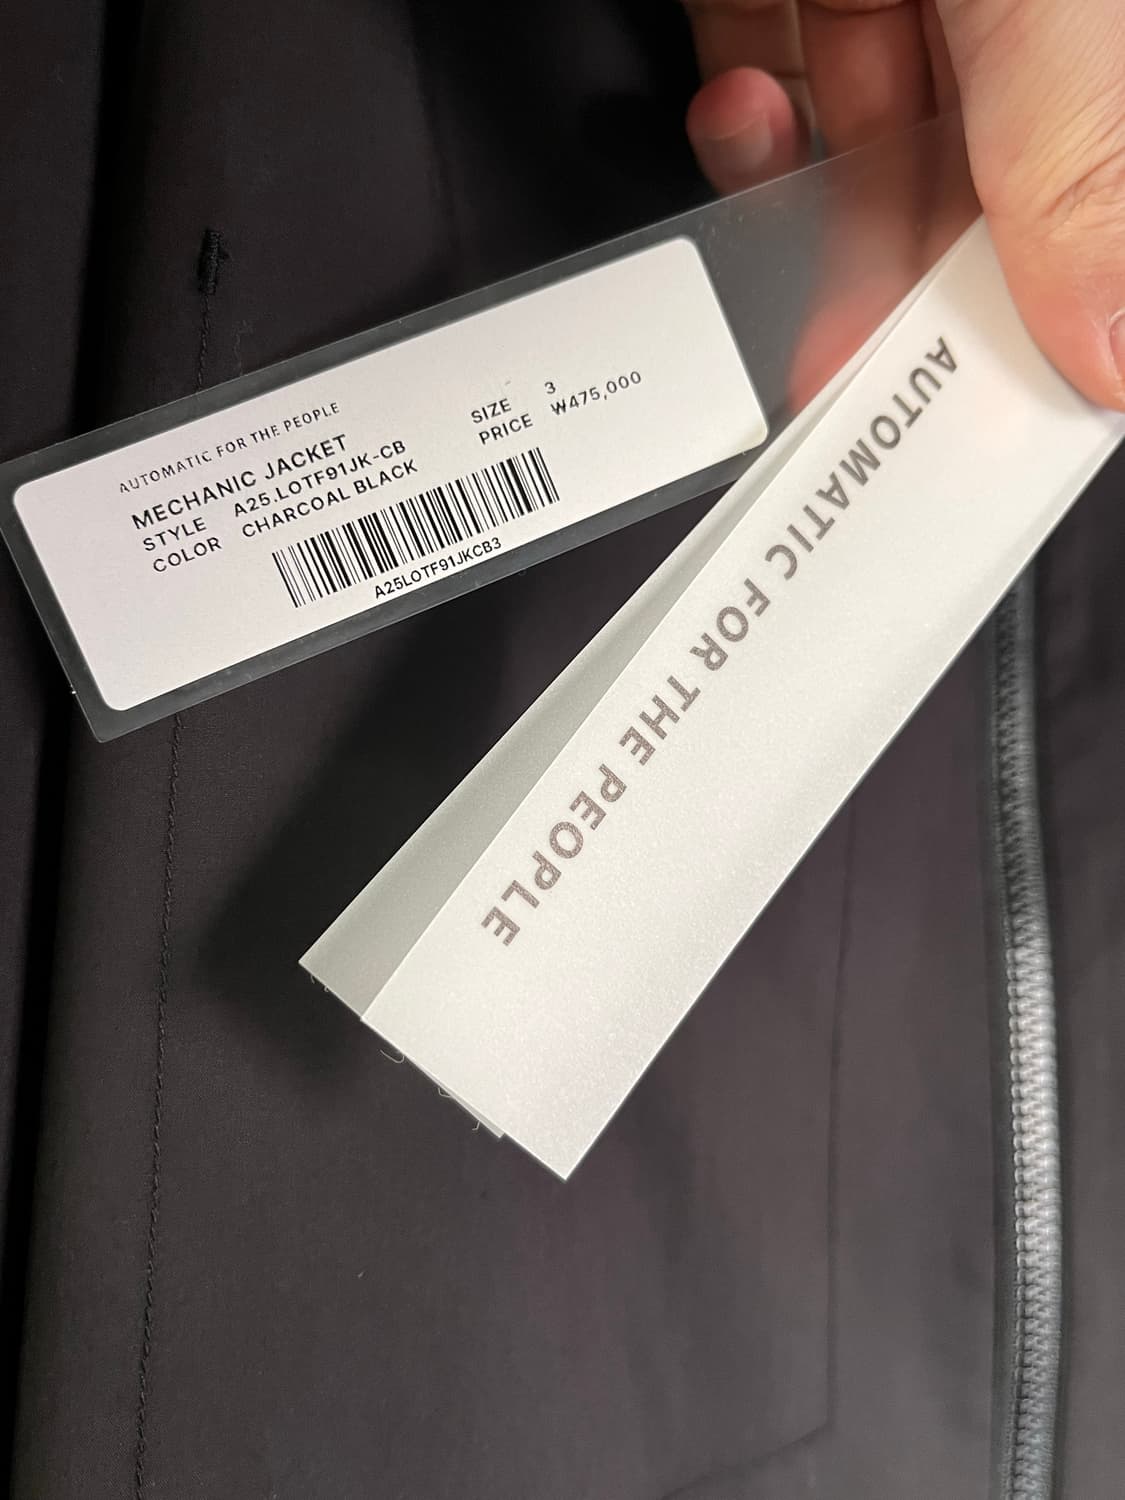 AUTOMATIC FOR THE PEOPLE
MECHANIC JACKET
STYLE A25.LOTF91JK-CB
COLOR CHARCOAL BLACK
SIZE 3
PRICE ₩475,000
A25LOTF91JKCB3
AUTOMATIC FOR THE PEOPLE